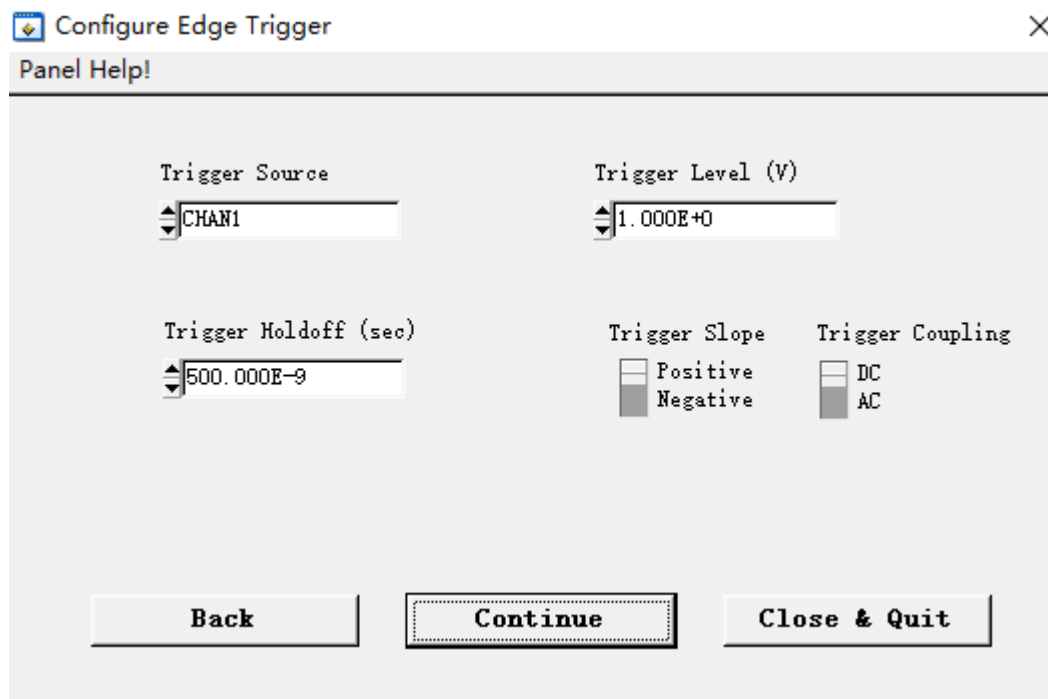 Configure Edge Trigger
Panel Help!
Trigger Source
CHAN1
Trigger Level (V)
1.000E+0
Trigger Holdoff (sec)
500.000E-9
Trigger Slope
Positive
Negative
Trigger Coupling
DC
AC
Back
Continue
Close & Quit